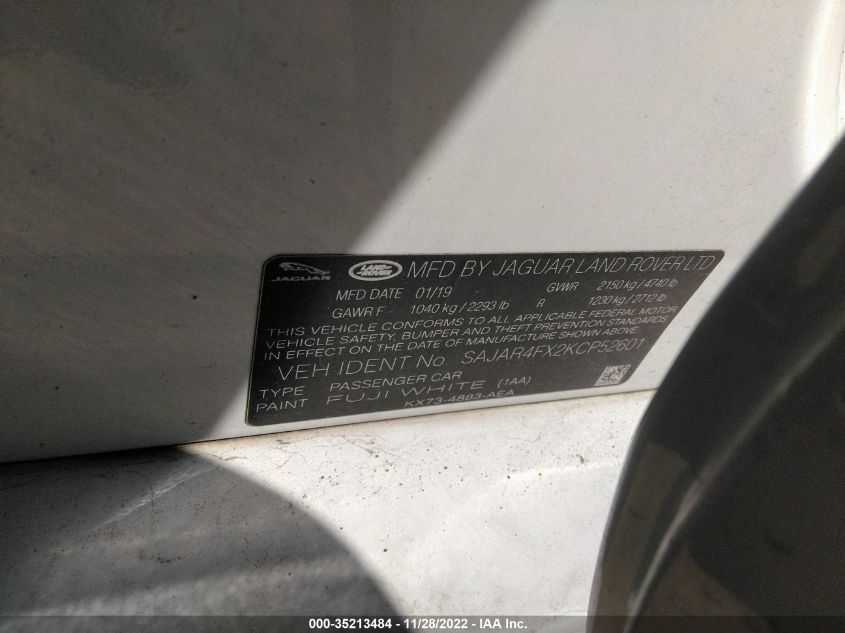 JAGUAR LAND ROVER MFD BY JAGUAR LAND ROVER LTD
MFD DATE 01/19 GVWR 2150 kg / 4740 lb
GAWR F - 1040 kg / 2293 lb R 1230 kg / 2712 lb
THIS VEHICLE CONFORMS TO ALL APPLICABLE FEDERAL MOTOR
VEHICLE SAFETY, BUMPER AND THEFT PREVENTION STANDARDS
IN EFFECT ON THE DATE OF MANUFACTURE SHOWN ABOVE
VEH IDENT No. SAJAR4FX2KCP52601
TYPE PASSENGER CAR
PAINT FUJI WHITE (1AA)
KX73-4883-AEA
000-35213484 - 11/28/2022 - IAA Inc.